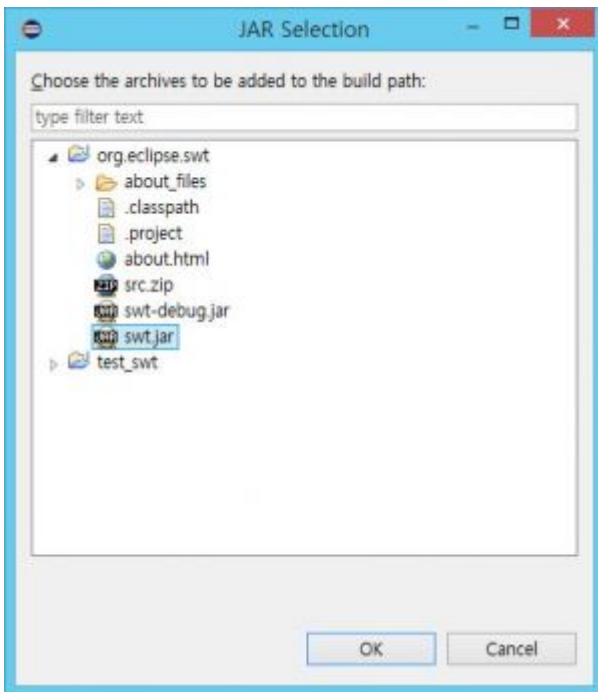 JAR Selection
Choose the archives to be added to the build path:
type filter text
org.eclipse.swt
about_files
.classpath
.project
about.html
src.zip
swt-debug.jar
swt.jar
test_swt
OK Cancel